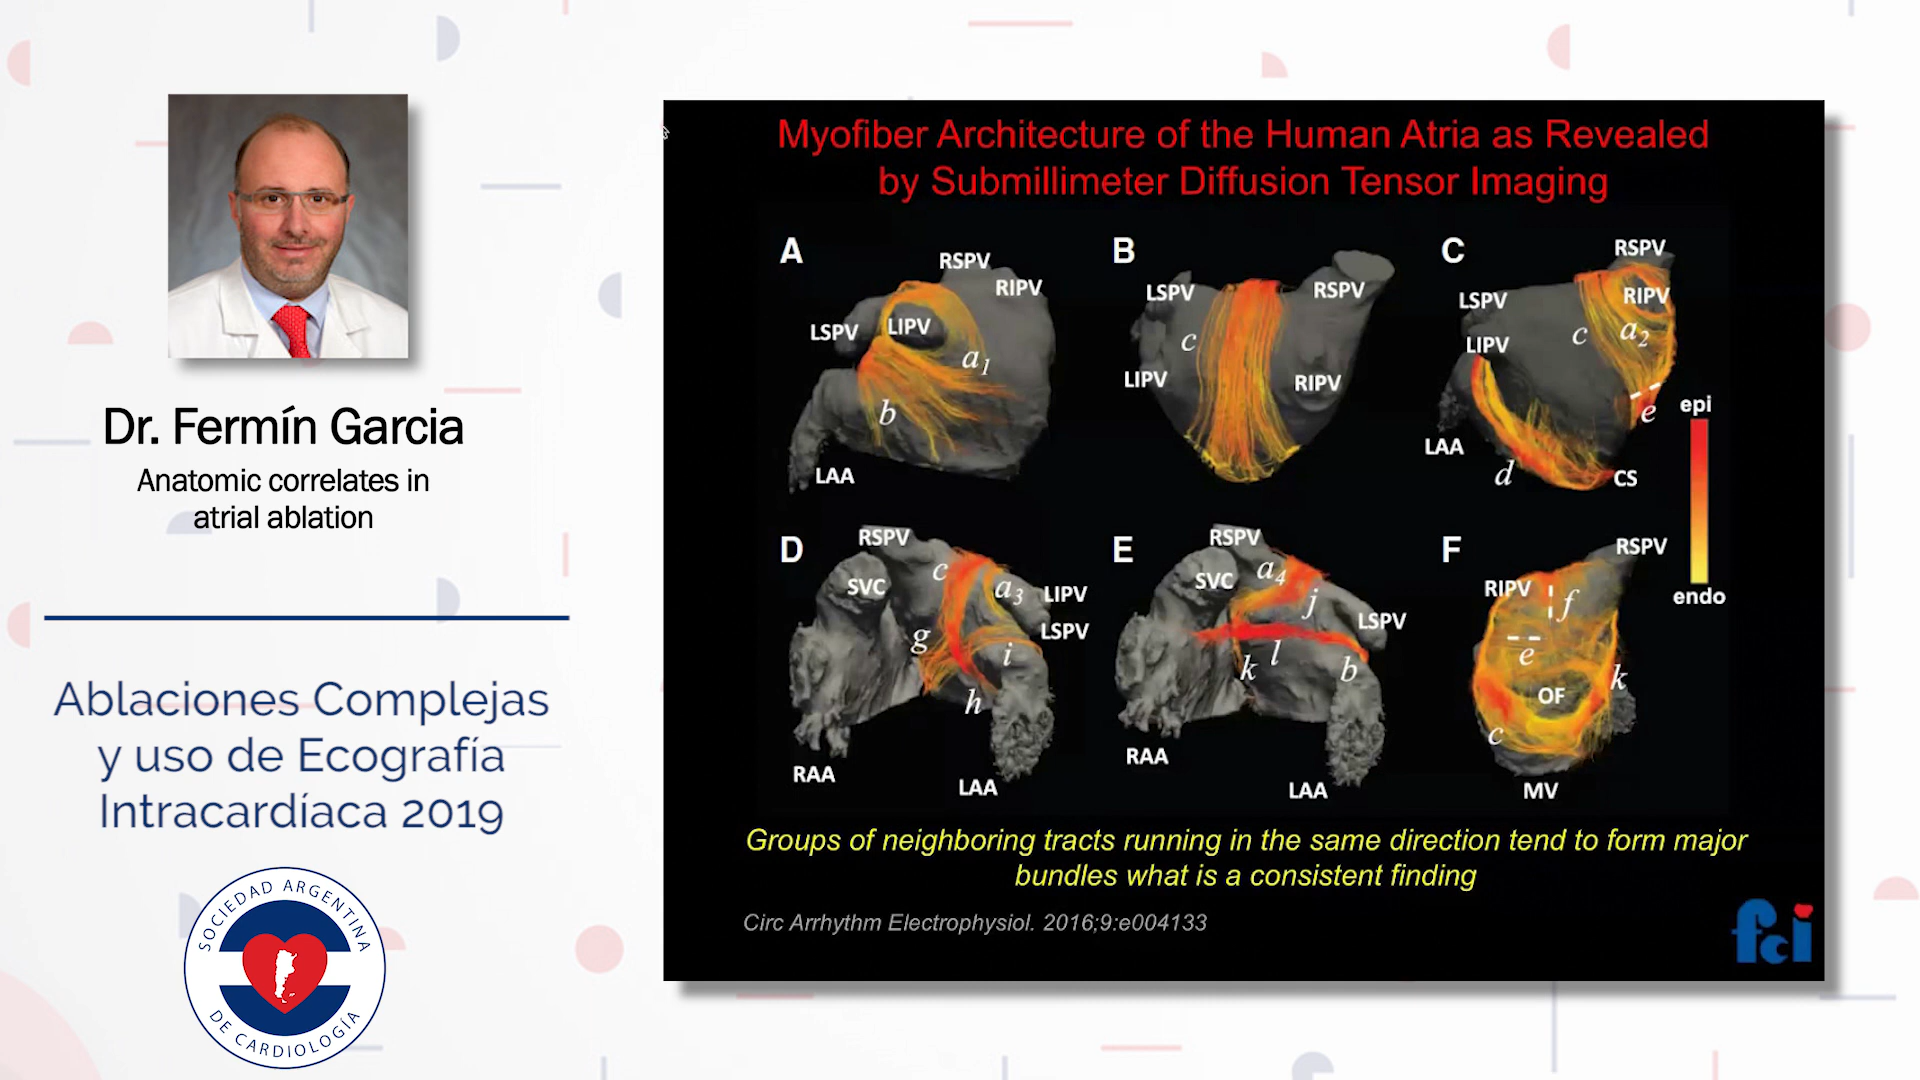 Dr. Fermín Garcia
Anatomic correlates in
atrial ablation
Ablaciones Complejas
y uso de Ecografía
Intracardíaca 2019
SOCIEDAD ARGENTINA
DE CARDIOLOGÍA
Myofiber Architecture of the Human Atria as Revealed
by Submillimeter Diffusion Tensor Imaging
A
RSPV
RIPV
LSPV
LIPV
a1
b
LAA
B
LSPV
RSPV
c
LIPV
RIPV
C
RSPV
LSPV
RIPV
c
a2
LIPV
e
LAA
d
CS
epi
endo
D
RSPV
c
SVC
a3
LIPV
LSPV
g
i
h
RAA
LAA
E
RSPV
a4
SVC
j
LSPV
k
l
b
RAA
LAA
F
RSPV
RIPV
f
e
k
OF
c
MV
Groups of neighboring tracts running in the same direction tend to form major
bundles what is a consistent finding
Circ Arrhythm Electrophysiol. 2016;9:e004133
fci